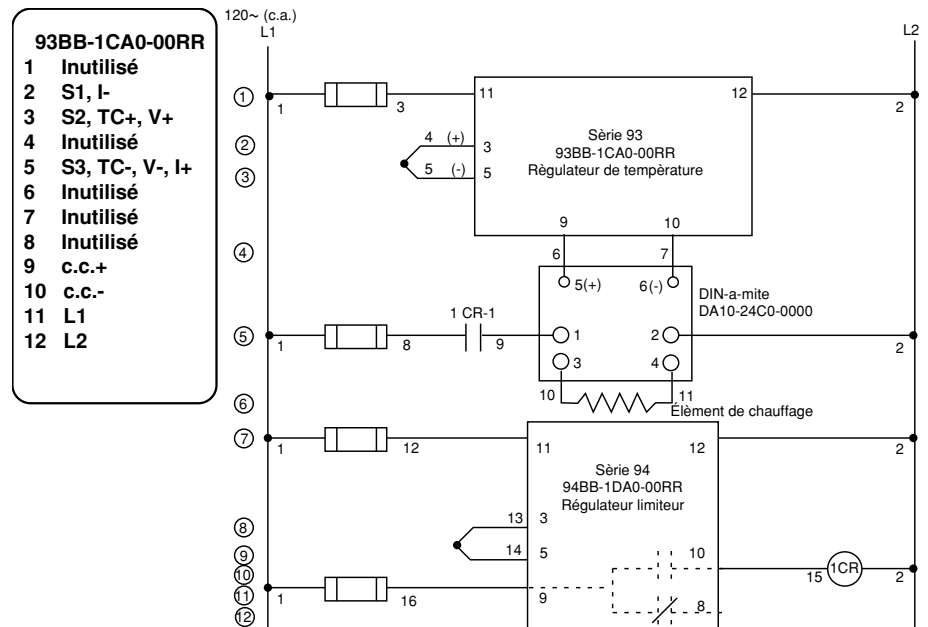 93BB-1CA0-00RR
1 Inutilisé
2 S1, I-
3 S2, TC+, V+
4 Inutilisé
5 S3, TC-, V-, I+
6 Inutilisé
7 Inutilisé
8 Inutilisé
9 c.c.+
10 c.c.-
11 L1
12 L2
120~ (c.a.)
L1
L2
1
1
3
11
12
2
Sèrie 93
93BB-1CA0-00RR
Règulateur de tempèrature
2
4 (+)
3
3
5 (-)
5
9
10
4
6
7
5(+)
6(-)
DIN-a-mite
DA10-24C0-0000
1 CR-1
5
1
8
9
1
2
2
3
4
10
11
6
Élèment de chauffage
7
1
12
11
12
2
Sèrie 94
94BB-1DA0-00RR
Régulateur limiteur
8
13
3
9
14
5
10
10
15
1CR
2
11
1
16
9
8
12